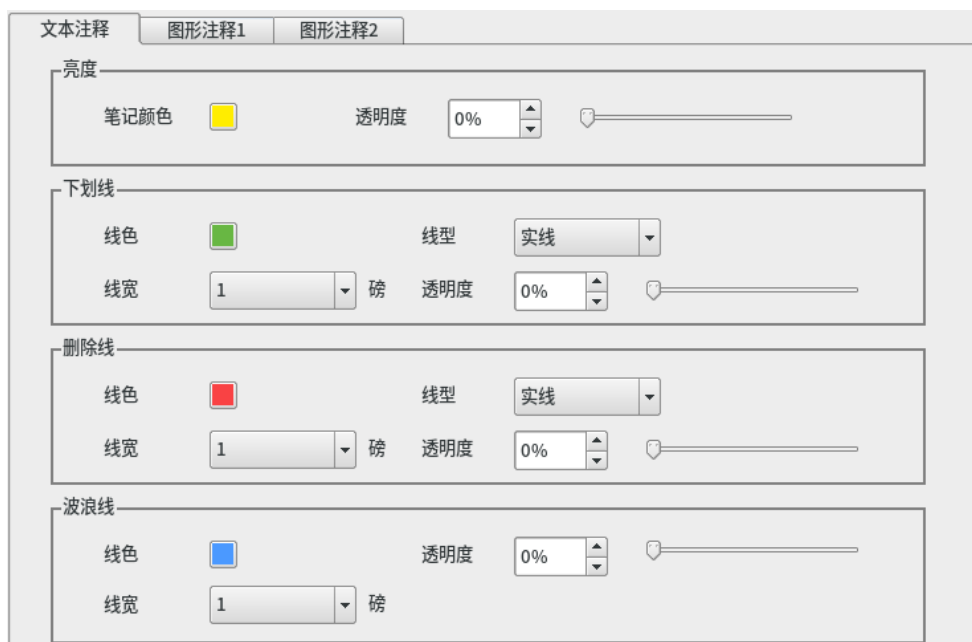 文本注释 图形注释1 图形注释2
亮度
笔记颜色 透明度 0%
下划线
线色 线型 实线
线宽 1 磅 透明度 0%
删除线
线色 线型 实线
线宽 1 磅 透明度 0%
波浪线
线色 透明度 0%
线宽 1 磅